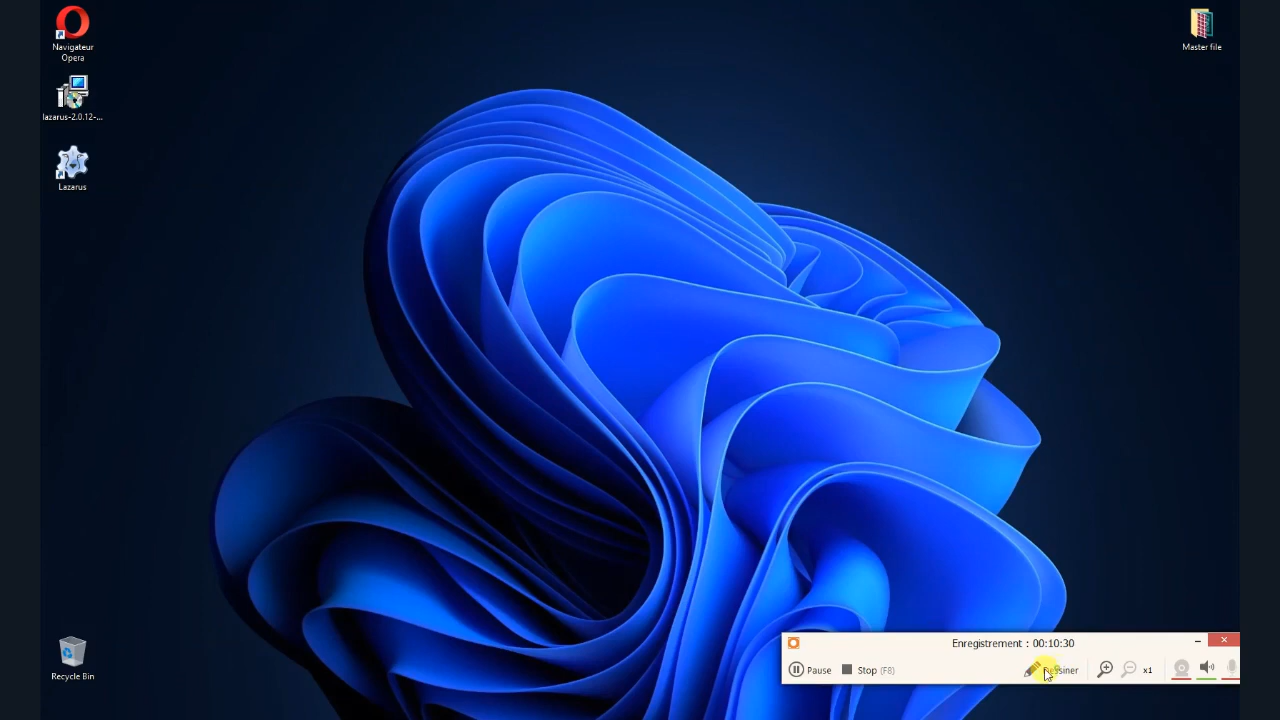 Navigateur
Opera
Master file
lazarus-2.0.12-...
Lazarus
Recycle Bin
Enregistrement : 00:10:30
Pause
Stop (F8)
x1